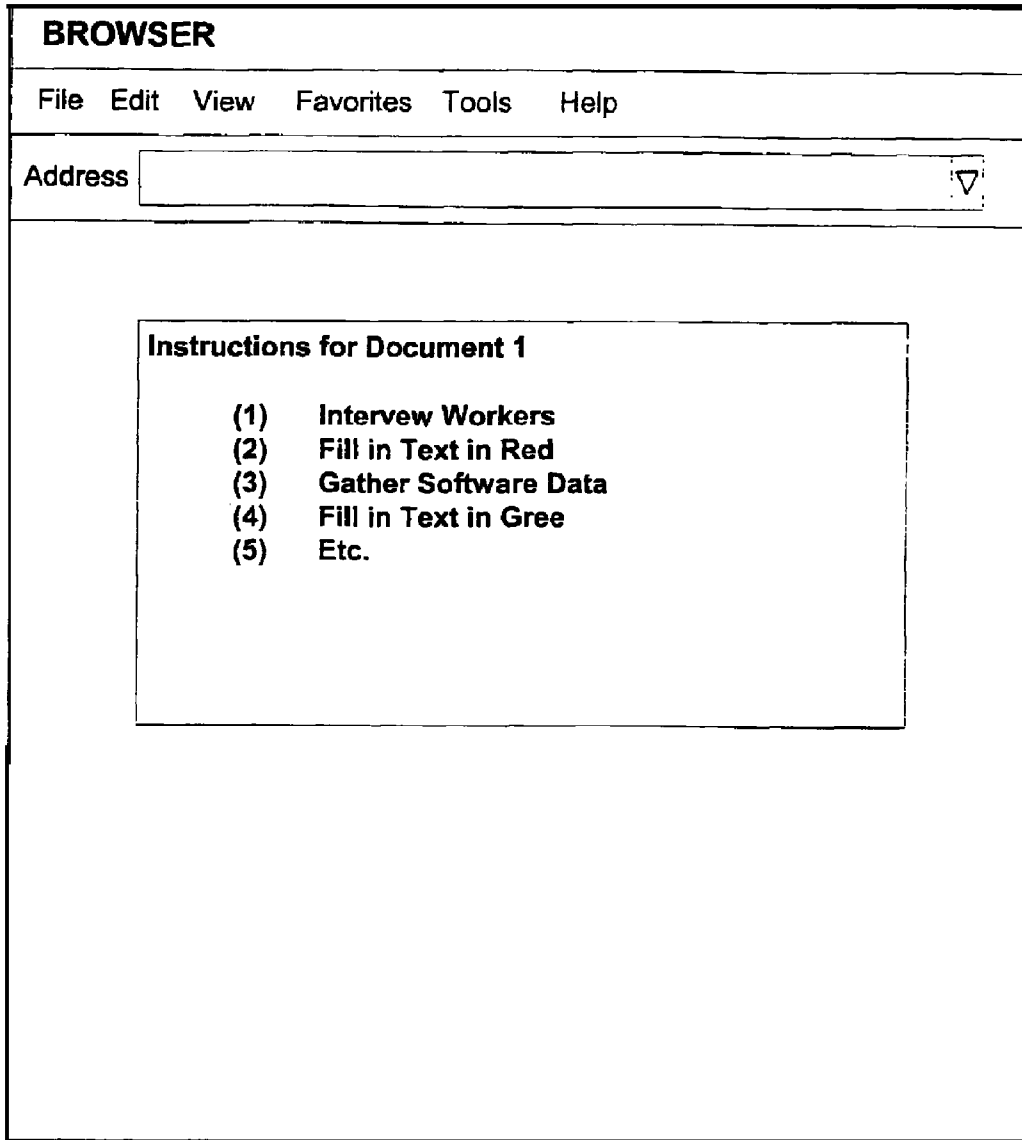 BROWSER
File Edit View Favorites Tools Help
Address
Instructions for Document 1
(1) Intervew Workers
(2) Fill in Text in Red
(3) Gather Software Data
(4) Fill in Text in Gree
(5) Etc.